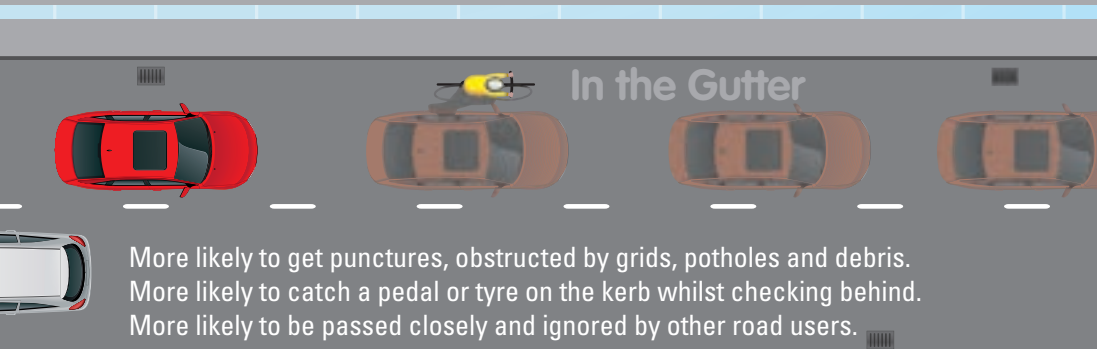 In the Gutter
More likely to get punctures, obstructed by grids, potholes and debris.
More likely to catch a pedal or tyre on the kerb whilst checking behind.
More likely to be passed closely and ignored by other road users.